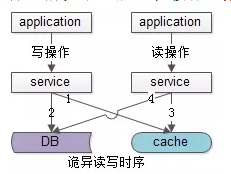 application application
写操作 读操作
service service
1
2 4 3
DB cache
诡异读写时序